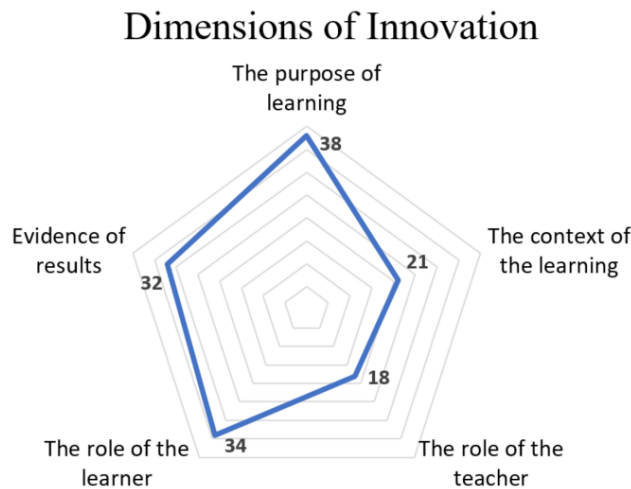 Dimensions of Innovation
The purpose of
learning
38
Evidence of
results
32
21
The context of
the learning
18
The role of the
learner
34
The role of the
teacher